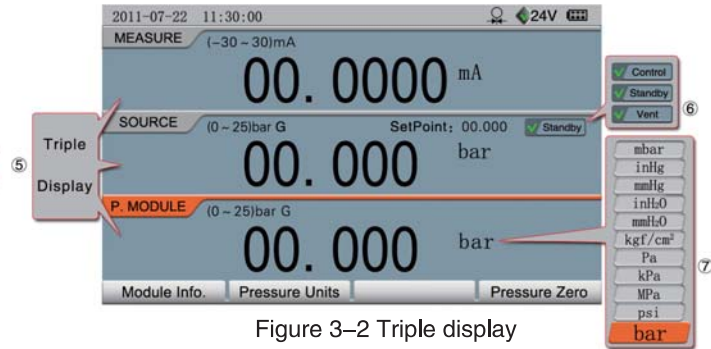 2011-07-22 11:30:00 24V
MEASURE (-30~30)mA
00.0000 mA
⑤ Triple Display
SOURCE (0~25)bar G SetPoint: 00.000 Standby
00.000 bar
P. MODULE (0~25)bar G
00.000 bar
Module Info. Pressure Units Pressure Zero
Control
Standby
Vent
⑥
mbar
inHg
mmHg
inH₂O
mmH₂O
kgf/cm²
Pa
kPa
MPa
psi
bar
⑦
Figure 3–2 Triple display